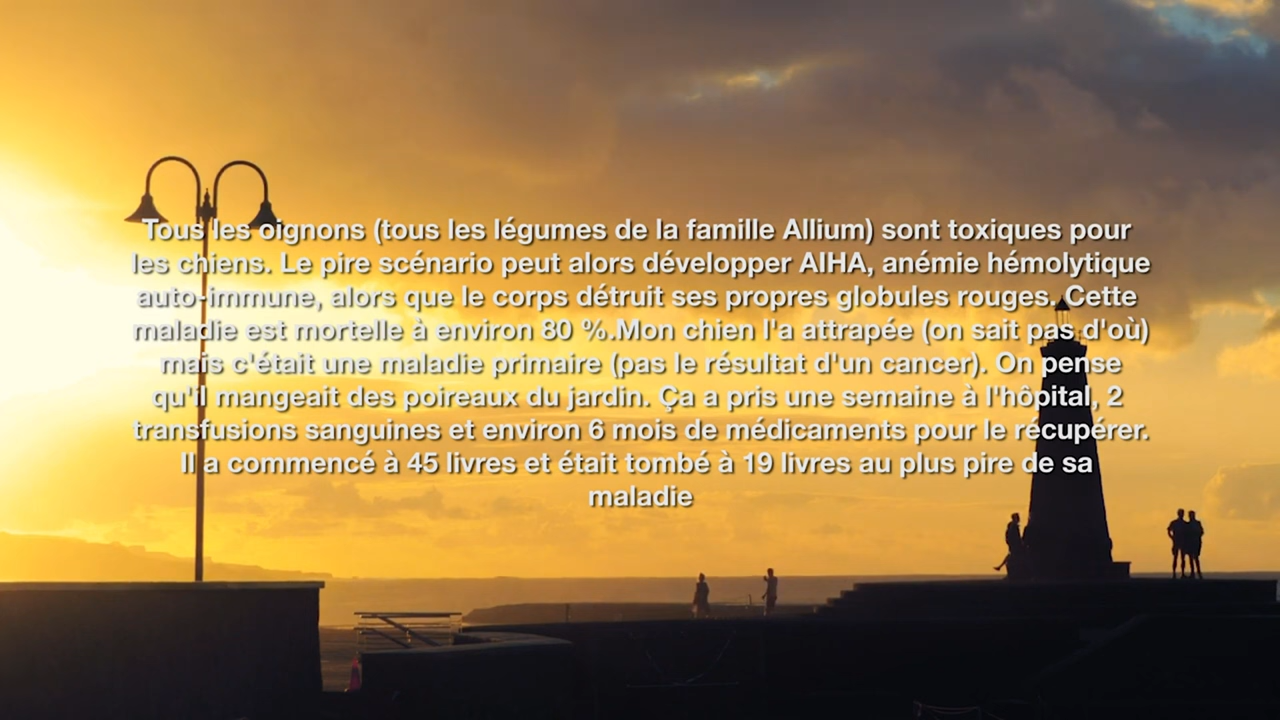 Tous les oignons (tous les légumes de la famille Allium) sont toxiques pour
les chiens. Le pire scénario peut alors développer AIHA, anémie hémolytique
auto-immune, alors que le corps détruit ses propres globules rouges. Cette
maladie est mortelle à environ 80 %.Mon chien l'a attrapée (on sait pas d'où)
mais c'était une maladie primaire (pas le résultat d'un cancer). On pense
qu'il mangeait des poireaux du jardin. Ça a pris une semaine à l'hôpital, 2
transfusions sanguines et environ 6 mois de médicaments pour le récupérer.
Il a commencé à 45 livres et était tombé à 19 livres au plus pire de sa
maladie